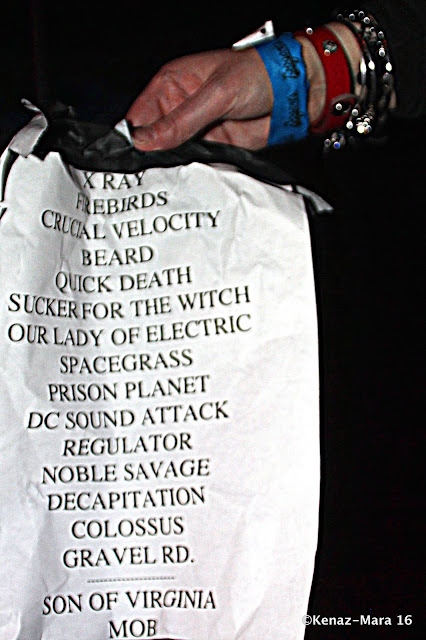 X RAY
FIREBIRDS
CRUCIAL VELOCITY
BEARD
QUICK DEATH
SUCKER FOR THE WITCH
OUR LADY OF ELECTRIC
SPACEGRASS
PRISON PLANET
DC SOUND ATTACK
REGULATOR
NOBLE SAVAGE
DECAPITATION
COLOSSUS
GRAVEL RD.
SON OF VIRGINIA
MOB
©Kenaz-Mara 16